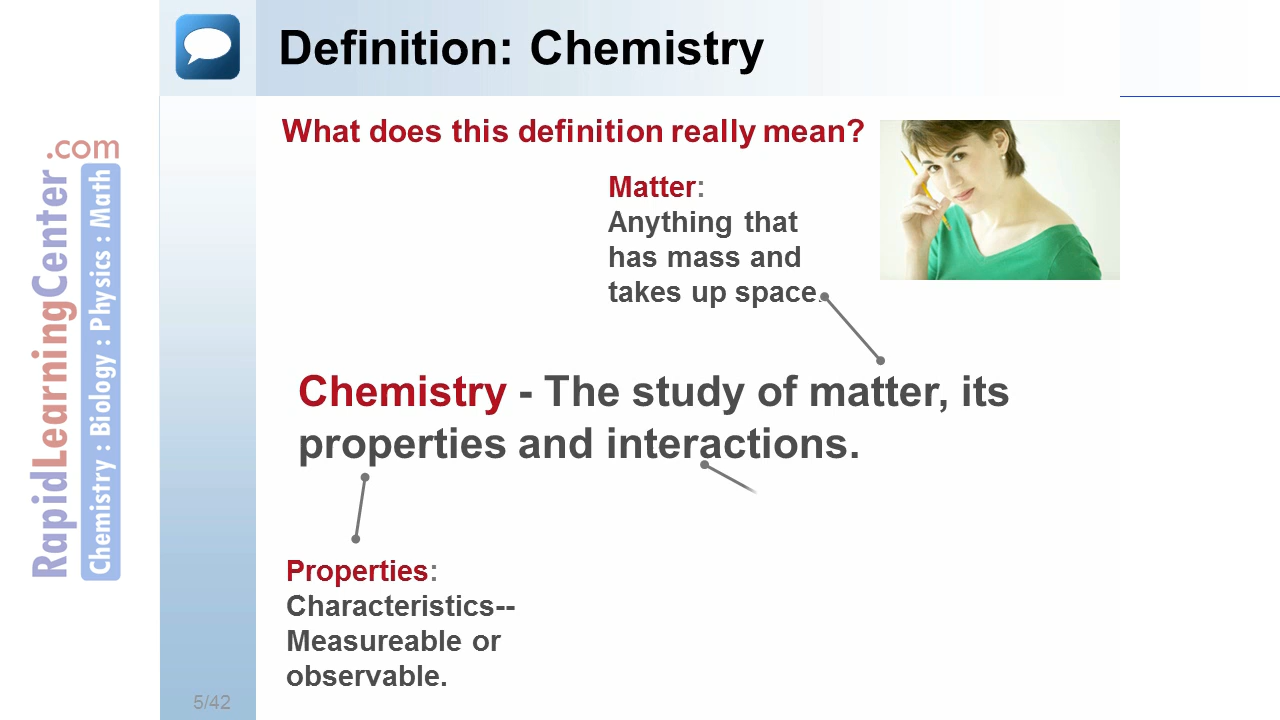 Definition: Chemistry
What does this definition really mean?
Matter:
Anything that
has mass and
takes up space.
Chemistry - The study of matter, its
properties and interactions.
Properties:
Characteristics--
Measureable or
observable.
5/42
RapidLearningCenter.com
Chemistry : Biology : Physics : Math